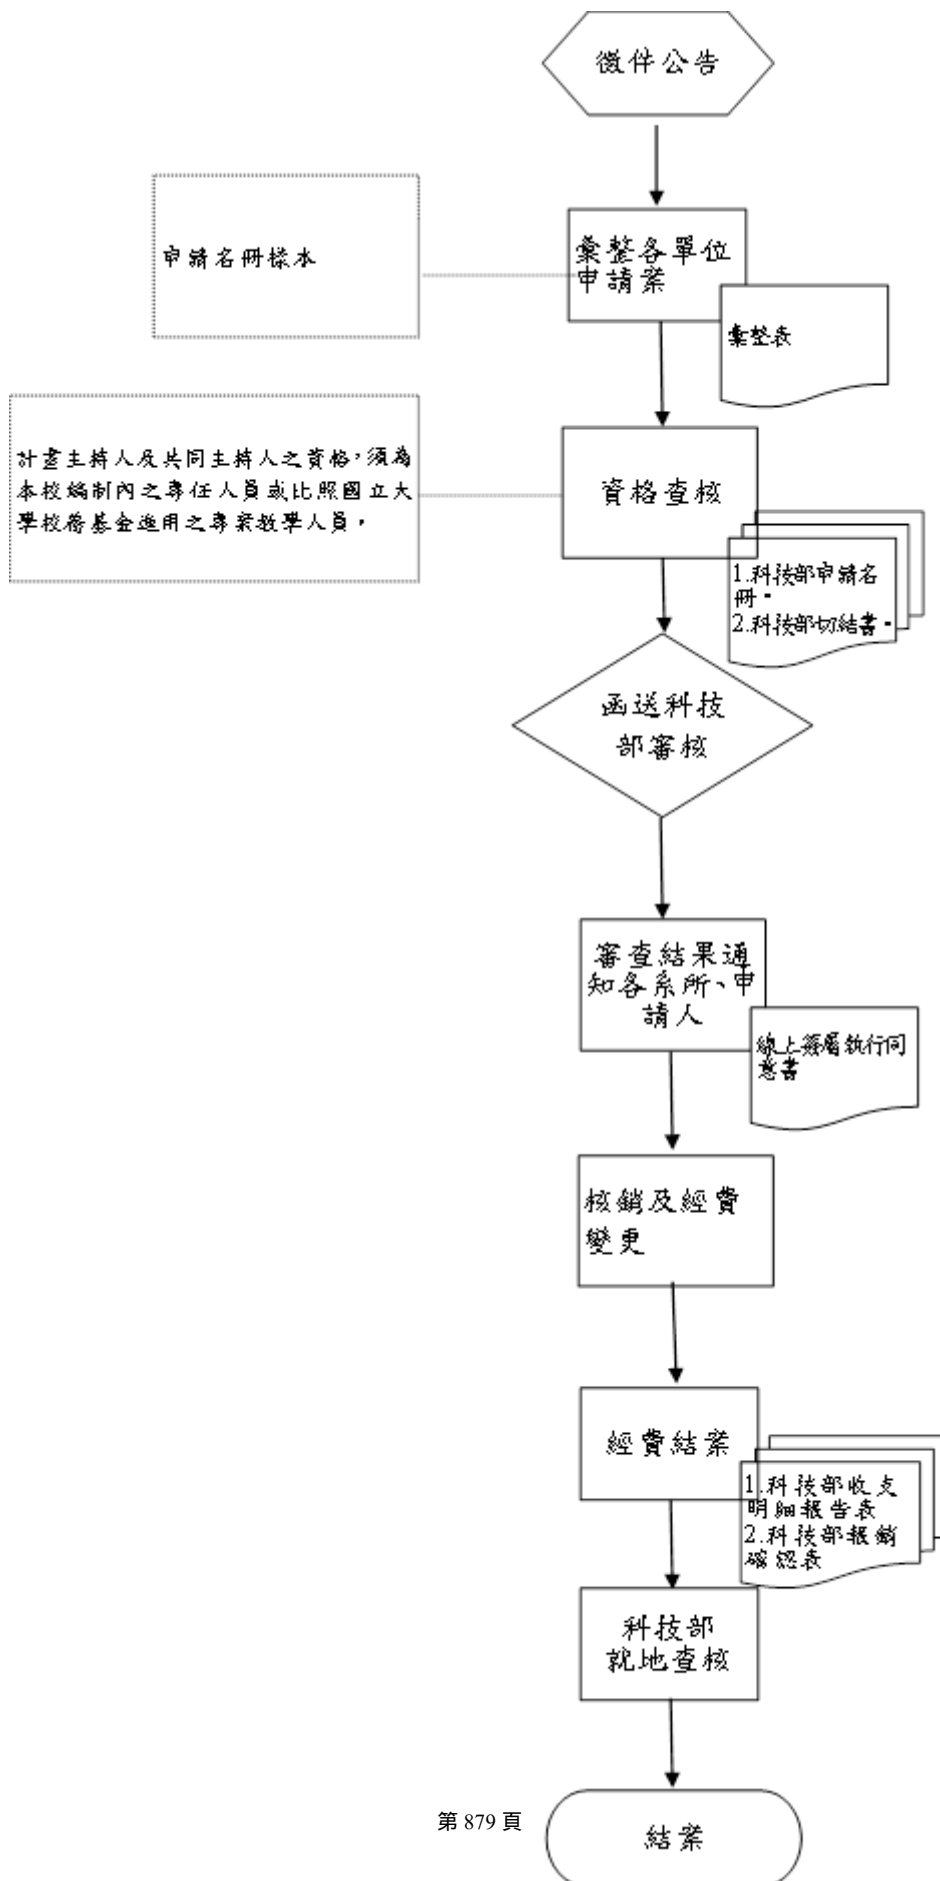 徵件公告
申請名冊樣本
彙整各單位
申請案
彙整表
計畫主持人及共同主持人之資格,須為
本校編制內之專任人員或比照國立大
學校務基金進用之專案教學人員。
資格查核
1.科技部申請名
冊。
2.科技部切結書。
函送科技
部審核
審查結果通
知各系所、申
請人
線上簽屬執行同
意書
核銷及經費
變更
經費結案
1.科技部收支
明細報告表
2.科技部報銷
確認表
科技部
就地查核
第 879 頁
結案